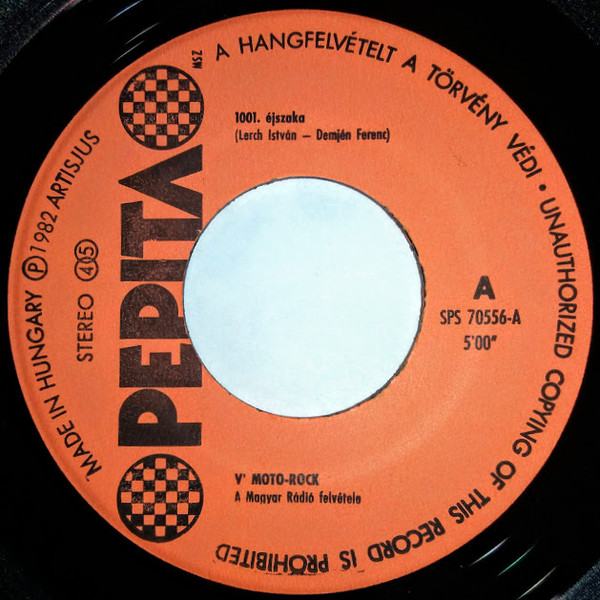 A HANGFELVÉTELT A TÖRVÉNY VÉDI • UNAUTHORIZED COPYING OF THIS RECORD IS PROHIBITED
MADE IN HUNGARY Ⓟ 1982 ARTISJUS
STEREO 45
PEPITA
MSZ
1001. éjszaka
(Lerch István – Demjén Ferenc)
A
SPS 70556-A
5'00"
V' MOTO-ROCK
A Magyar Rádió felvétele